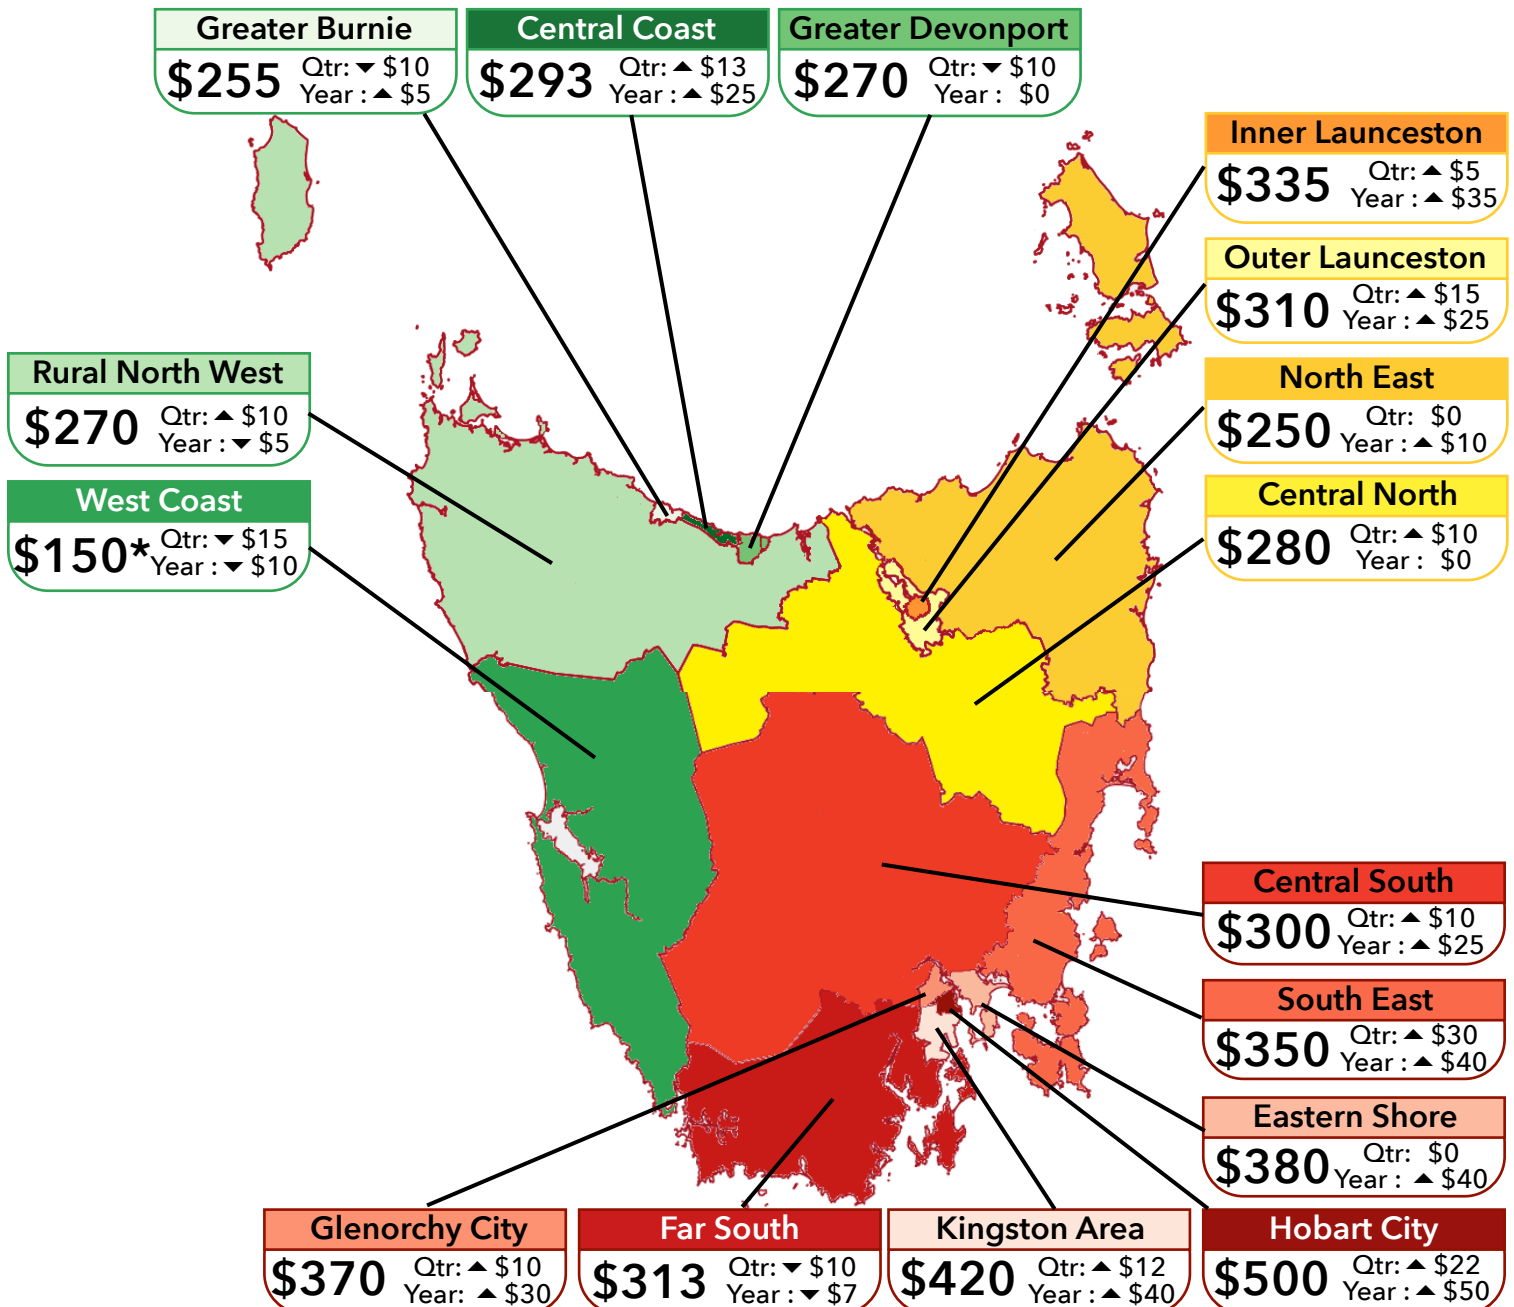 Greater Burnie
$255 Qtr: ▼ $10
Year : ▲ $5
Central Coast
$293 Qtr: ▲ $13
Year : ▲ $25
Greater Devonport
$270 Qtr: ▼ $10
Year : $0
Inner Launceston
$335 Qtr: ▲ $5
Year : ▲ $35
Outer Launceston
$310 Qtr: ▲ $15
Year : ▲ $25
Rural North West
$270 Qtr: ▲ $10
Year : ▼ $5
North East
$250 Qtr: $0
Year : ▲ $10
West Coast
$150* Qtr: ▼ $15
Year : ▼ $10
Central North
$280 Qtr: ▲ $10
Year : $0
Central South
$300 Qtr: ▲ $10
Year : ▲ $25
South East
$350 Qtr: ▲ $30
Year : ▲ $40
Eastern Shore
$380 Qtr: $0
Year : ▲ $40
Glenorchy City
$370 Qtr: ▲ $10
Year: ▲ $30
Far South
$313 Qtr: ▼ $10
Year : ▼ $7
Kingston Area
$420 Qtr: ▲ $12
Year : ▲ $40
Hobart City
$500 Qtr: ▲ $22
Year : ▲ $50